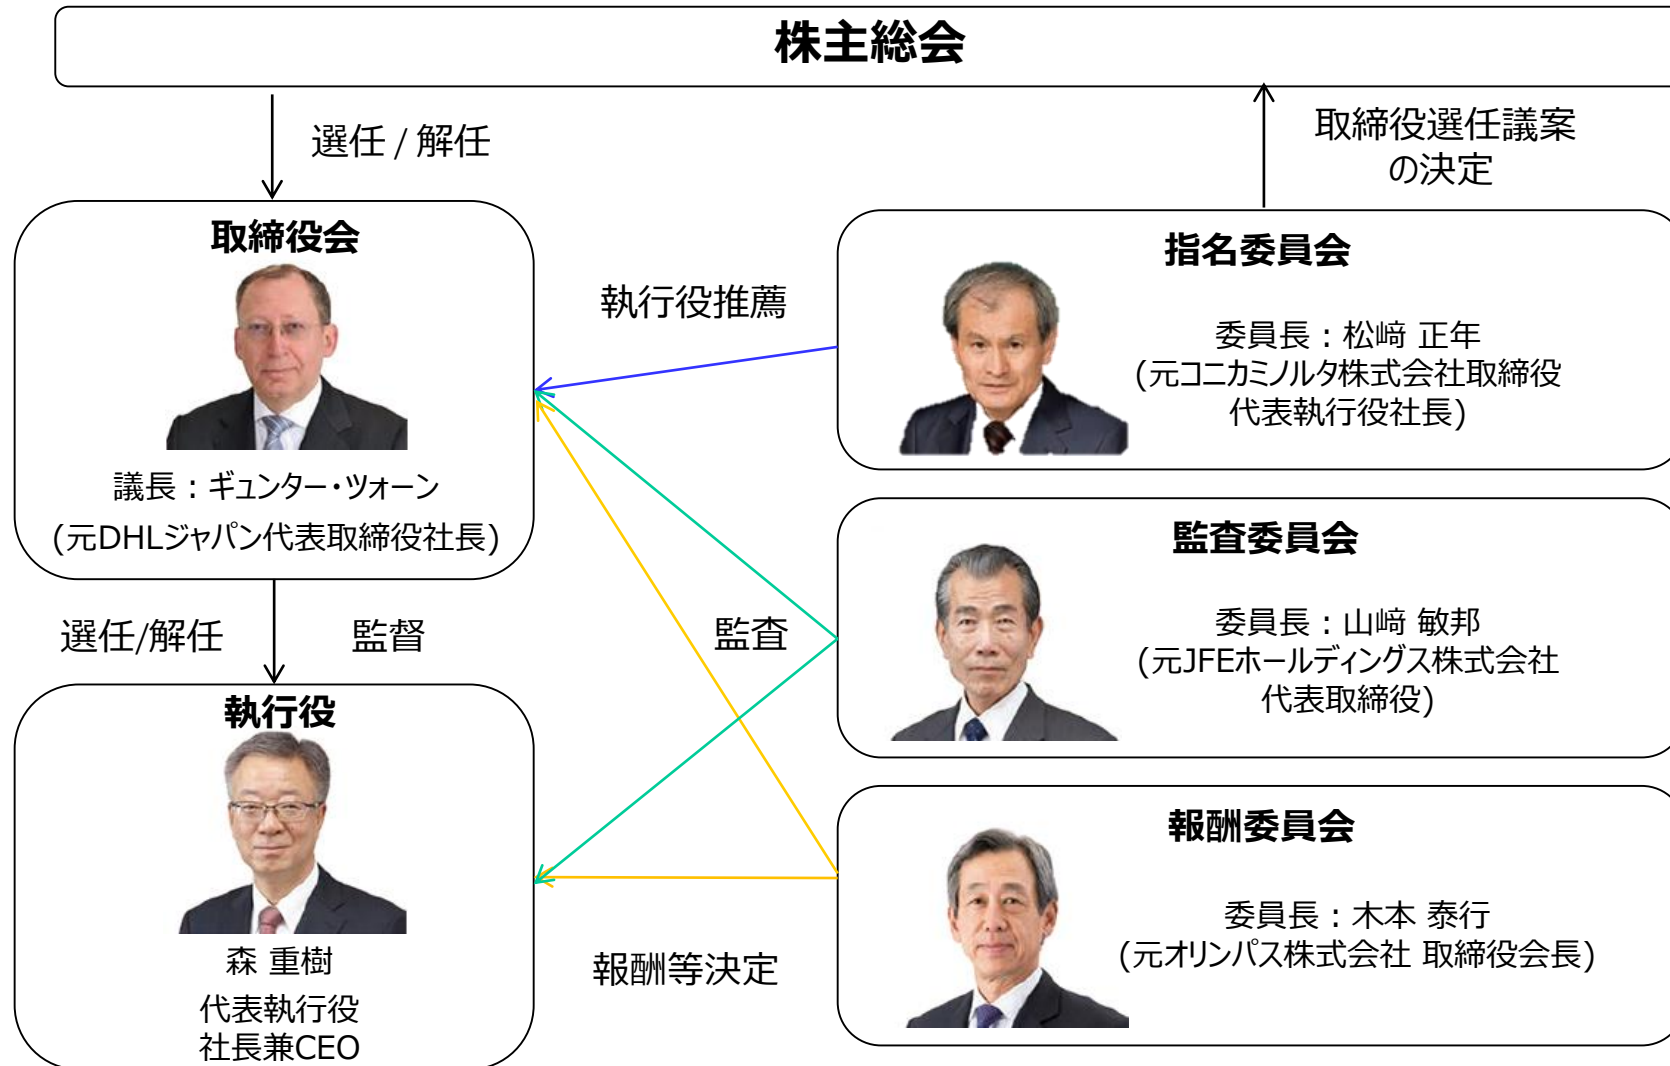 株主総会
選任 / 解任
取締役選任議案
の決定
取締役会
議長：ギュンター・ツォーン
(元DHLジャパン代表取締役社長)
執行役推薦
指名委員会
委員長：松﨑 正年
(元コニカミノルタ株式会社取締役
代表執行役社長)
選任/解任
監督
監査
監査委員会
委員長：山﨑 敏邦
(元JFEホールディングス株式会社
代表取締役)
執行役
森 重樹
代表執行役
社長兼CEO
報酬等決定
報酬委員会
委員長：木本 泰行
(元オリンパス株式会社 取締役会長)